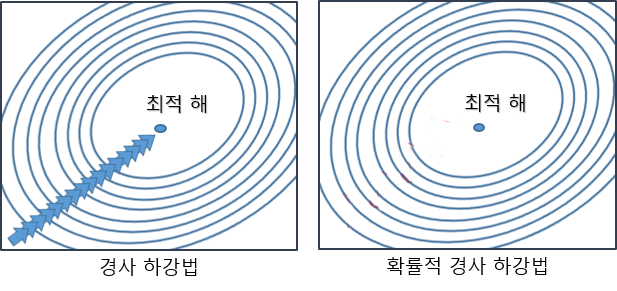 최적 해
최적 해
경사 하강법
확률적 경사 하강법